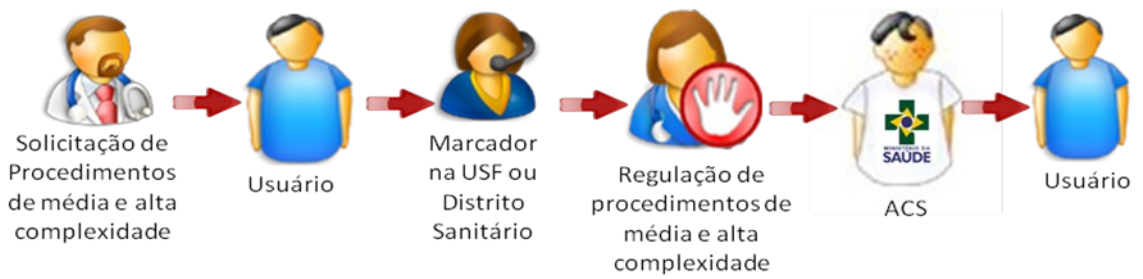 Solicitação de
Procedimentos
de média e alta
complexidade
Usuário
Marcador
na USF ou
Distrito
Sanitário
Regulação de
procedimentos de
média e alta
complexidade
MINISTÉRIO DA
SAÚDE
ACS
Usuário